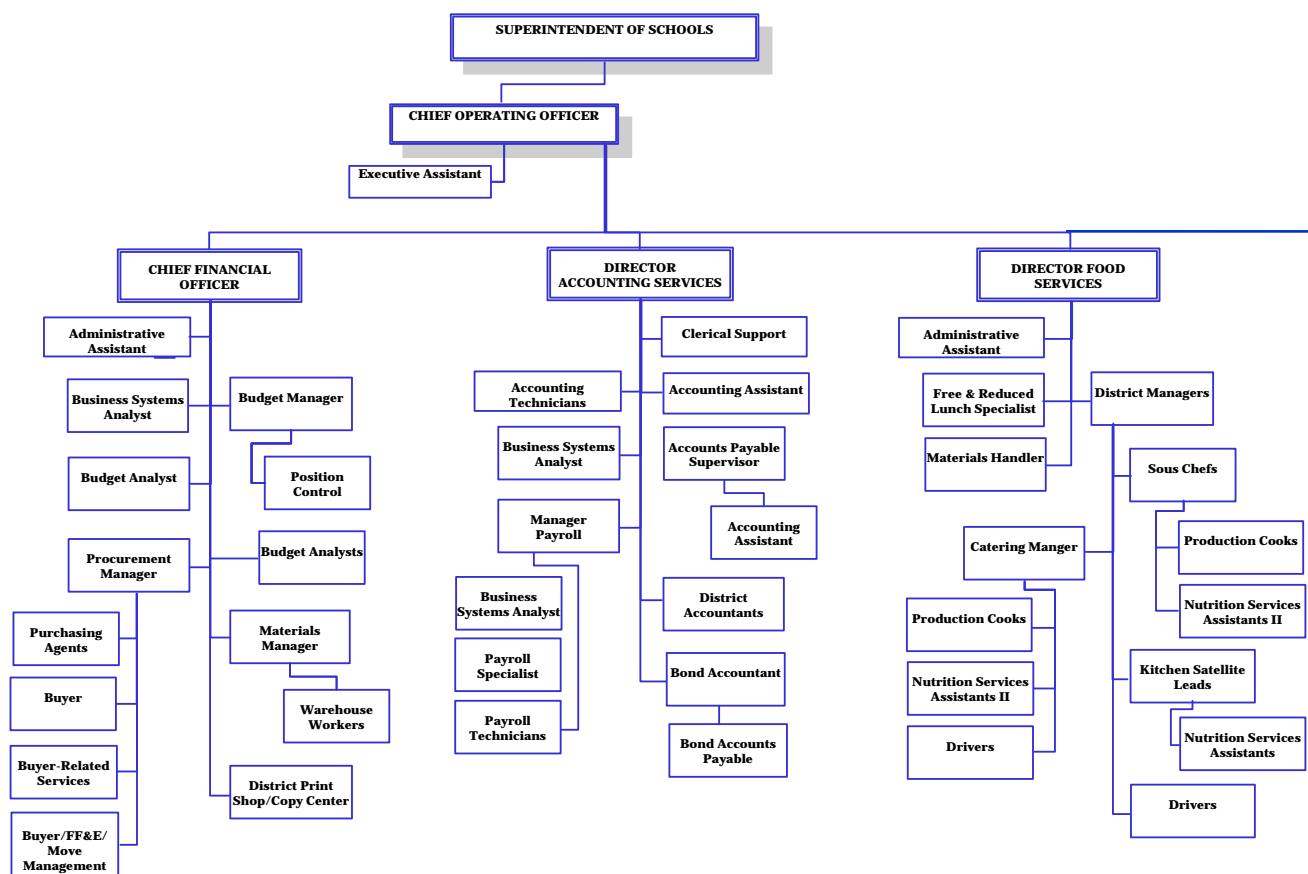 SUPERINTENDENT OF SCHOOLS
CHIEF OPERATING OFFICER
Executive Assistant
CHIEF FINANCIAL
OFFICER
Administrative
Assistant
Business Systems
Analyst
Budget Manager
Position
Control
Budget Analyst
Budget Analysts
Procurement
Manager
Purchasing
Agents
Buyer
Buyer-Related
Services
Buyer/FF&E/
Move
Management
Materials
Manager
Warehouse
Workers
District Print
Shop/Copy Center
DIRECTOR
ACCOUNTING SERVICES
Clerical Support
Accounting
Technicians
Accounting Assistant
Business Systems
Analyst
Accounts Payable
Supervisor
Accounting
Assistant
Manager
Payroll
Business
Systems Analyst
Payroll
Specialist
Payroll
Technicians
District
Accountants
Bond Accountant
Bond Accounts
Payable
DIRECTOR FOOD
SERVICES
Administrative
Assistant
Free & Reduced
Lunch Specialist
District Managers
Materials Handler
Sous Chefs
Production Cooks
Nutrition Services
Assistants II
Catering Manger
Production Cooks
Nutrition Services
Assistants II
Drivers
Kitchen Satellite
Leads
Nutrition Services
Assistants
Drivers